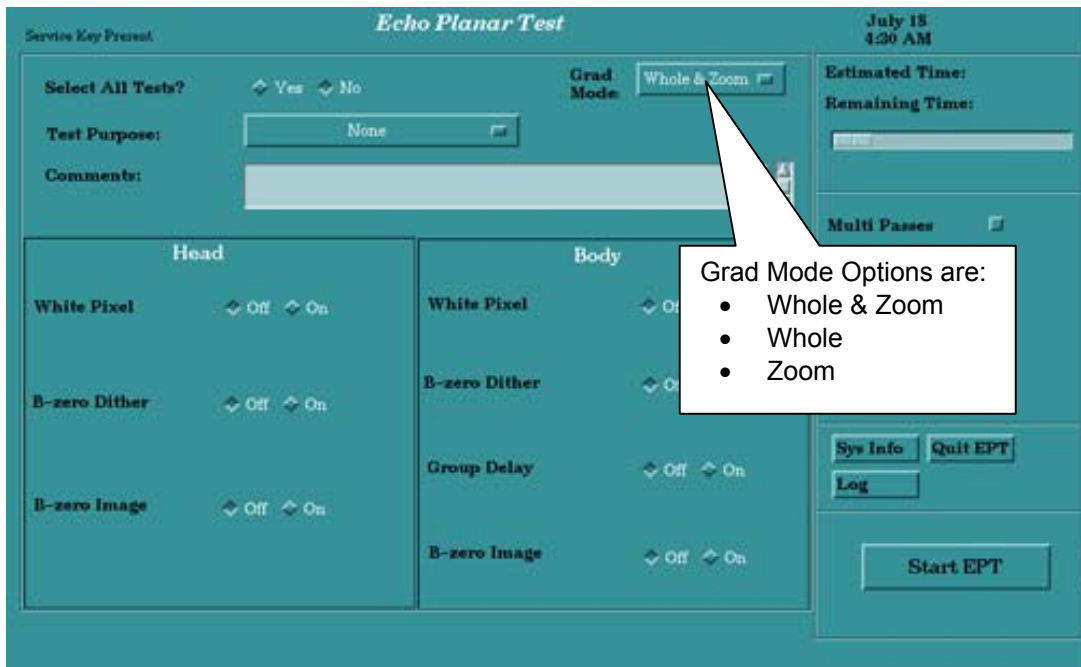 Echo Planar Test
Service Key Present
July 18
4:30 AM
Select All Tests?
Yes No
Grad Mode:
Whole & Zoom
Test Purpose:
None
Comments:
Estimated Time:
Remaining Time:
Multi Passes
Grad Mode Options are:
• Whole & Zoom
• Whole
• Zoom
Head
White Pixel Off On
B-zero Dither Off On
B-zero Image Off On
Body
White Pixel
B-zero Dither
Group Delay Off On
B-zero Image Off On
Sys Info Quit EPT
Log
Start EPT